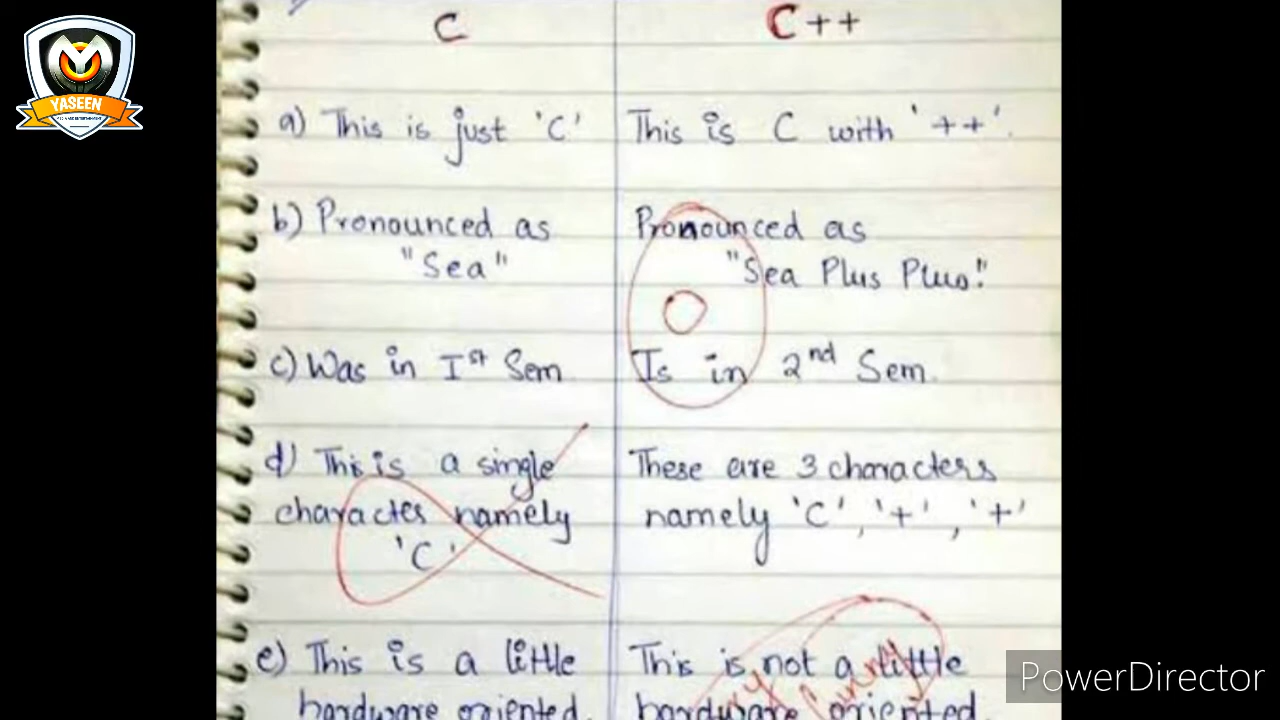 YASEEN
C C++
a) This is just 'C' This is C with '++'.
b) Pronounced as Pronounced as
"Sea" "Sea Plus Plus!"
c) Was in Ist Sem Is in 2nd Sem.
d) This is a single These are 3 characters
character namely namely 'C', '+', '+'
'C'
e) This is a little This is not a little
hardware oriented. hardware oriented.
PowerDirector